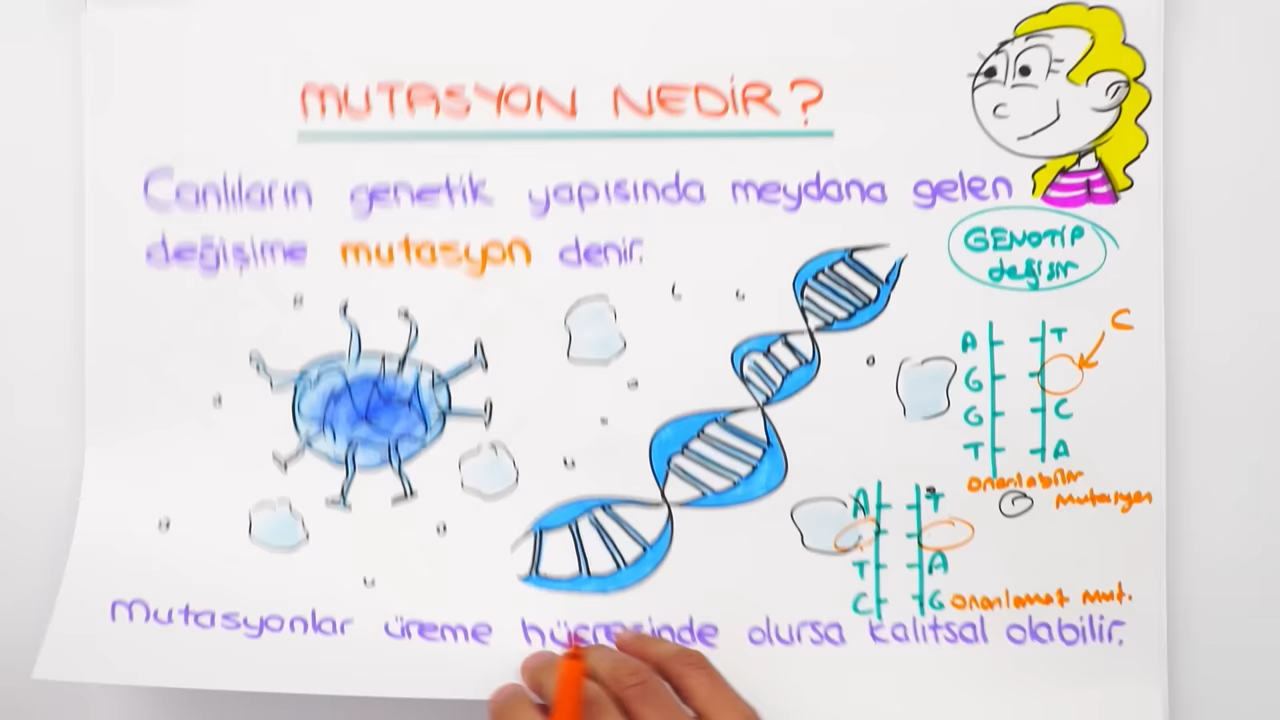 MUTASYON NEDİR?
Canlıların genetik yapısında meydana gelen
değişime mutasyon denir.
GENOTİP
değişir
C
A T
G
G C
T A
Onarılabilir
Mutasyon
A T
T A
C G
Onarılamaz Mut.
Mutasyonlar üreme hücresinde olursa kalıtsal olabilir.